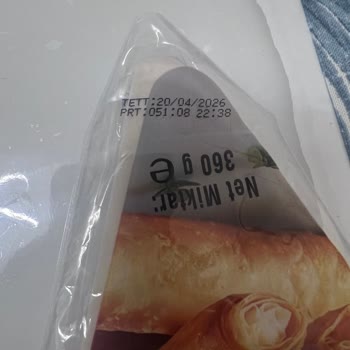 TETT:20/04/2026
PRT:051:08 22:38
Net Miktar:
360 g e